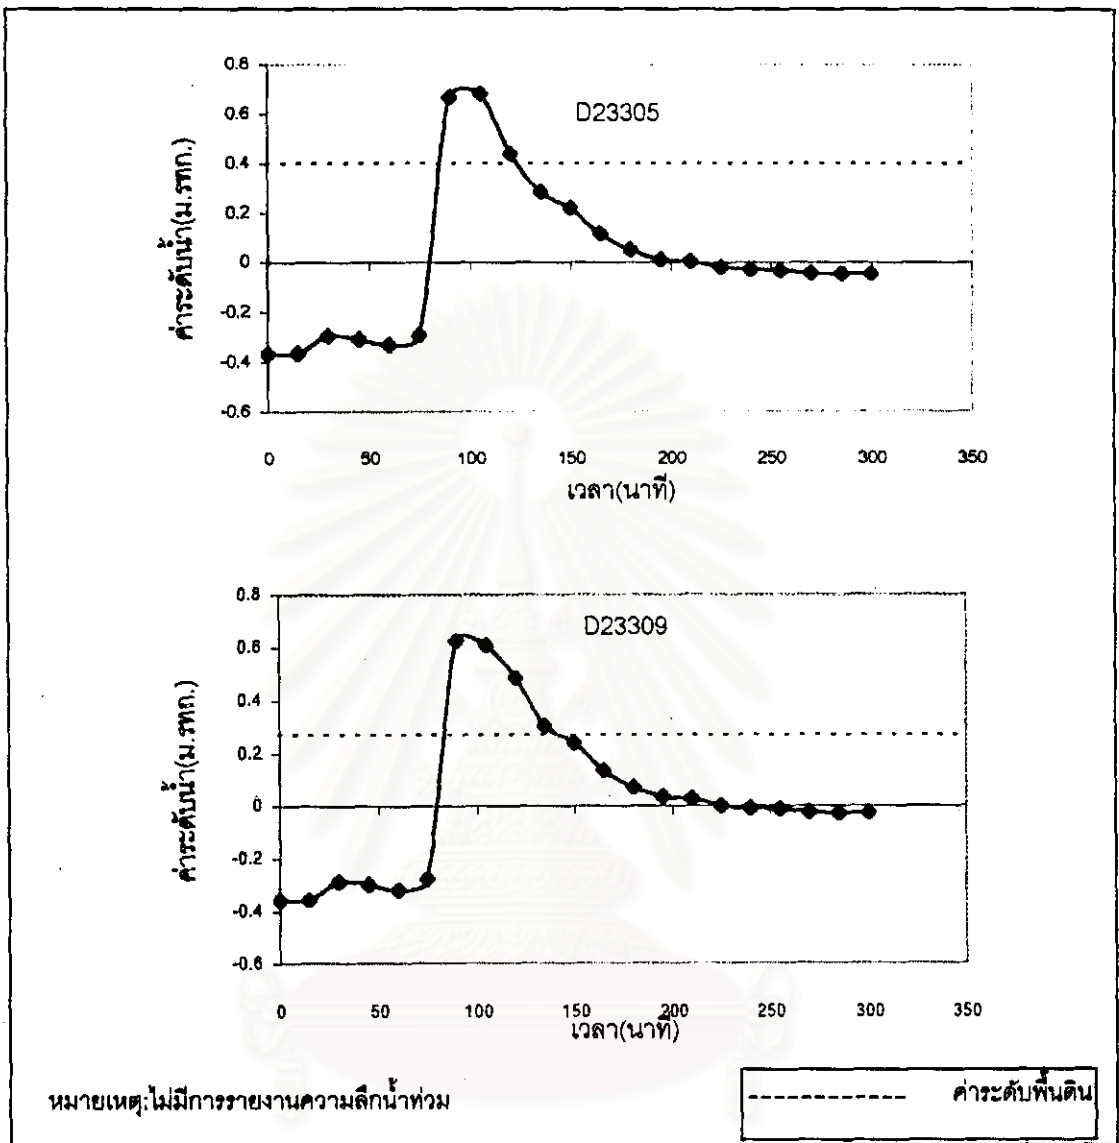 0.8
D23305
0.6
0.4
0.2
0
-0.2
-0.4
-0.6
ค่าระดับน้ำ(ม.รทก.)
0 50 100 150 200 250 300 350
เวลา(นาที)
0.8
D23309
0.6
0.4
0.2
0
-0.2
-0.4
-0.6
ค่าระดับน้ำ(ม.รทก.)
0 50 100 150 200 250 300 350
เวลา(นาที)
หมายเหตุ:ไม่มีการรายงานความลึกน้ำท่วม
ค่าระดับพื้นดิน